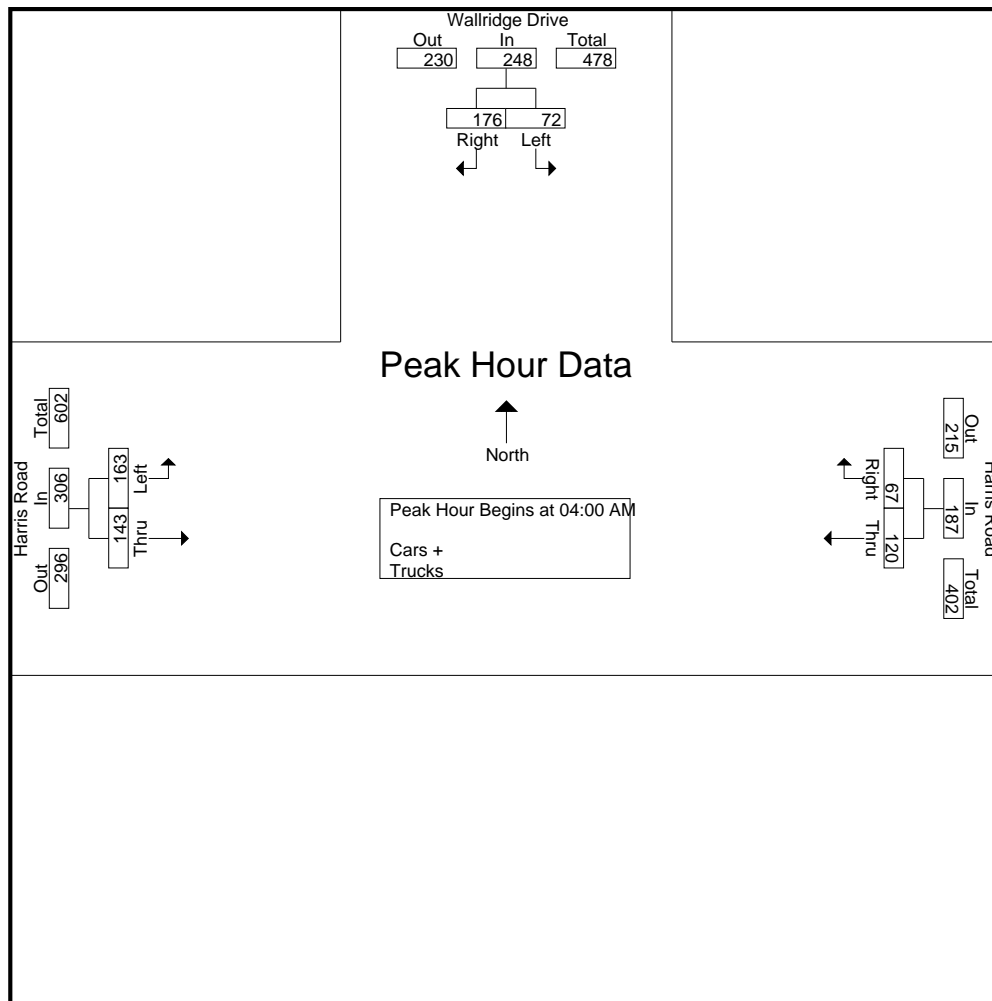 Wallridge Drive
Out In Total
230 248 478
176 72
Right Left
Peak Hour Data
North
Peak Hour Begins at 04:00 AM
Cars +
Trucks
Harris Road
Out In Total
296 306 602
Thru Left
143 163
Harris Road
Out In Total
215 187 402
Right Thru
67 120